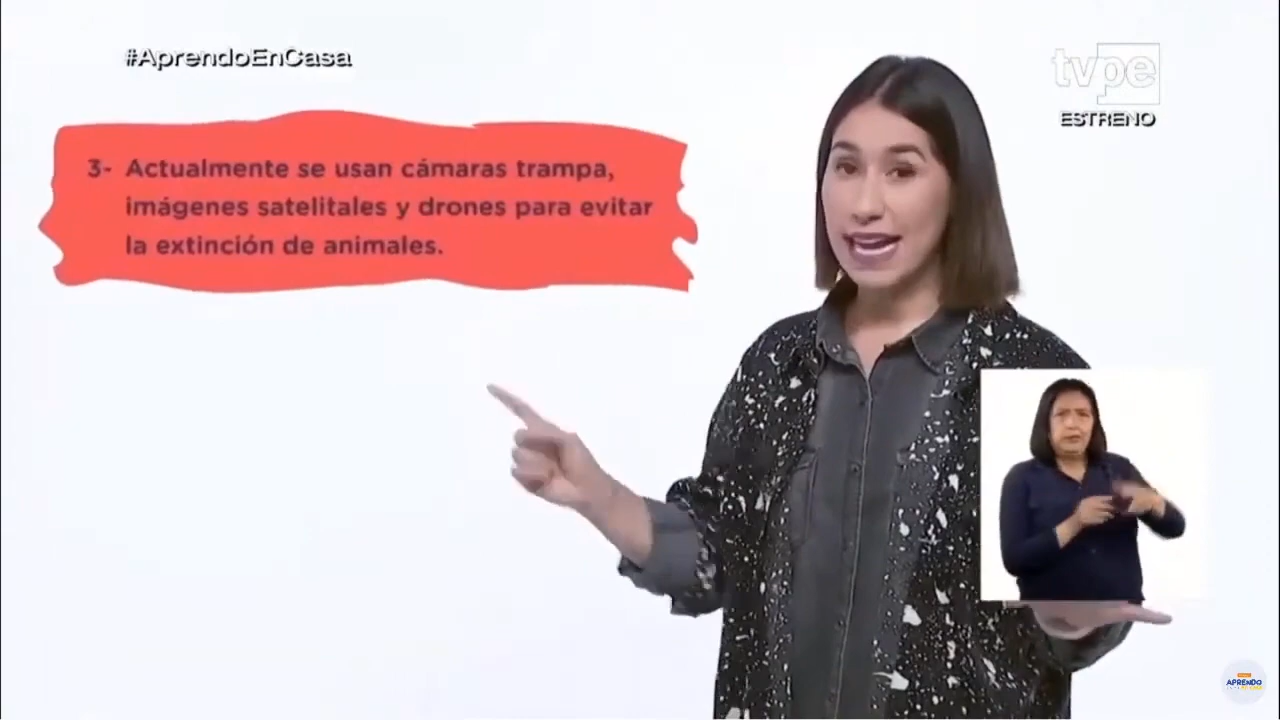 #AprendoEnCasa
tvpe
ESTRENO
3- Actualmente se usan cámaras trampa,
imágenes satelitales y drones para evitar
la extinción de animales.
APRENDO